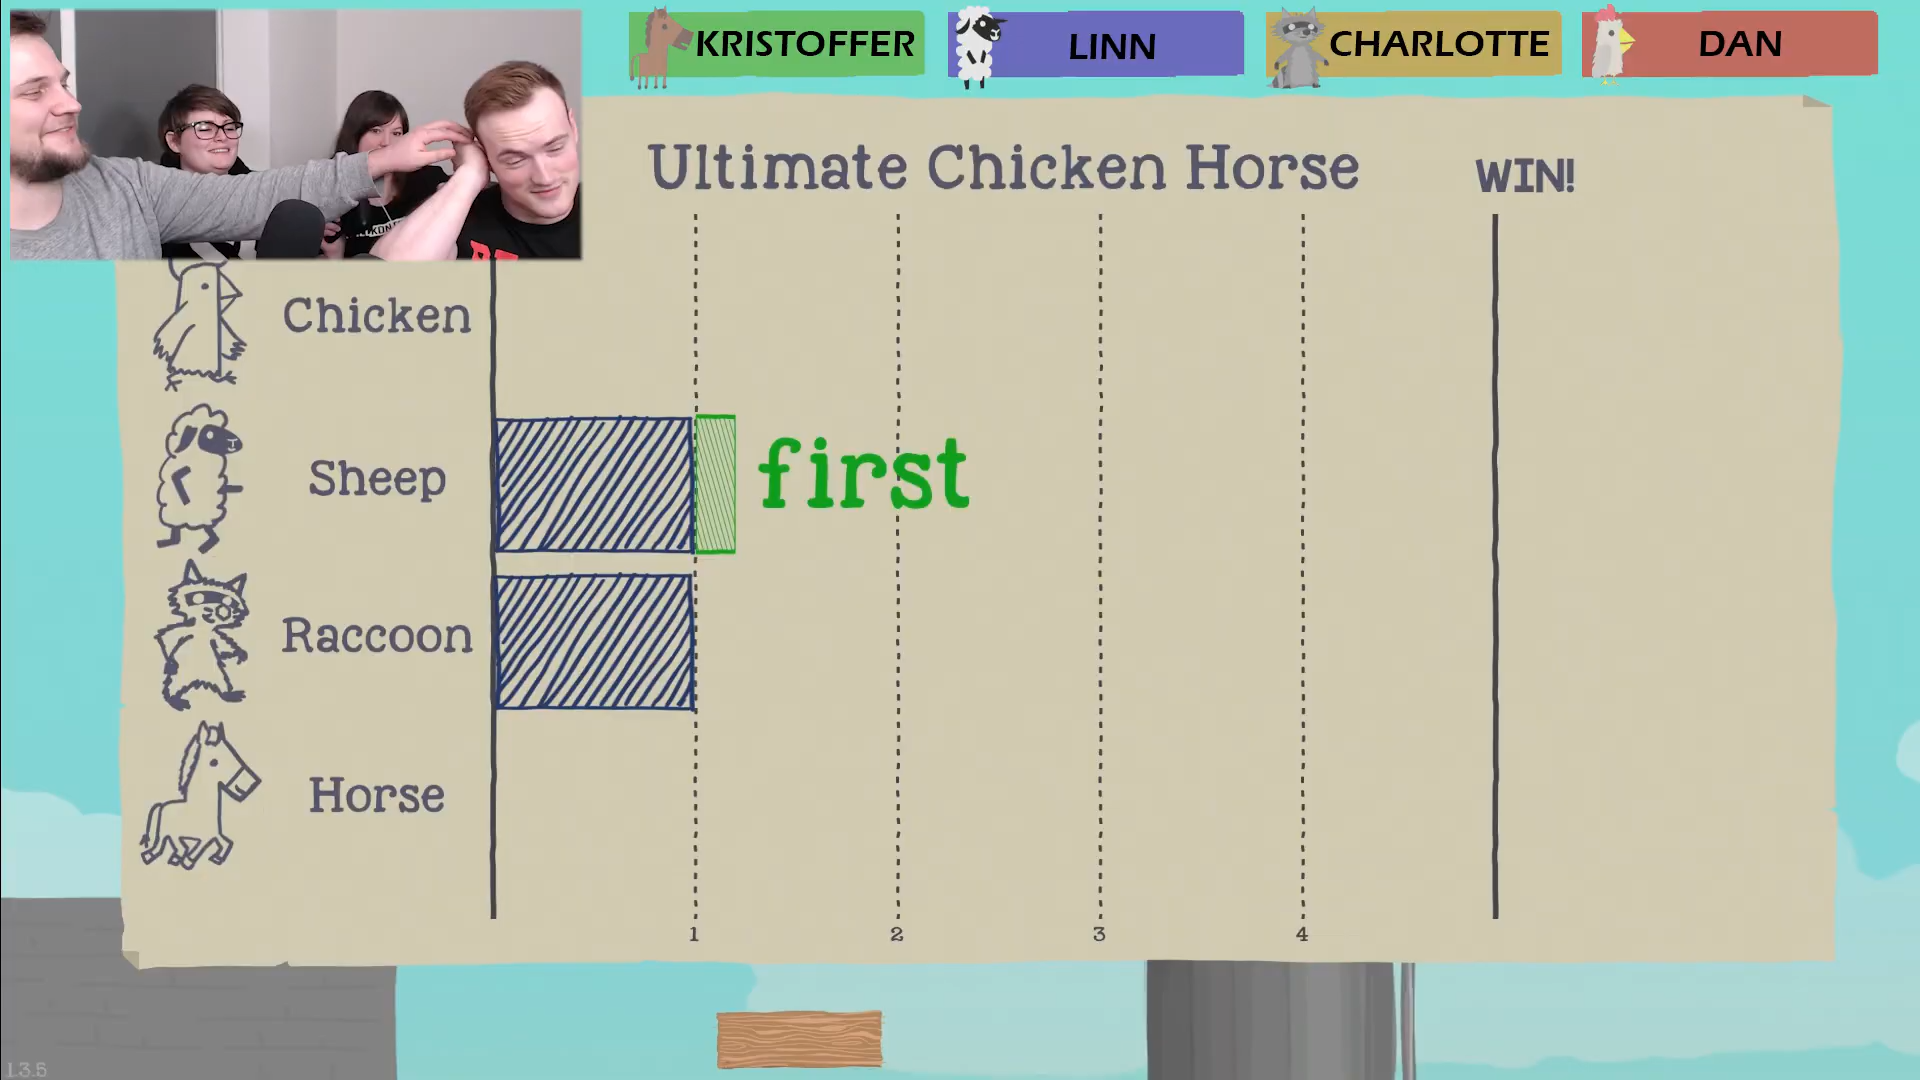 KRISTOFFER
LINN
CHARLOTTE
DAN
Ultimate Chicken Horse
WIN!
Chicken
Sheep
first
Raccoon
Horse
1 2 3 4
1.3.5